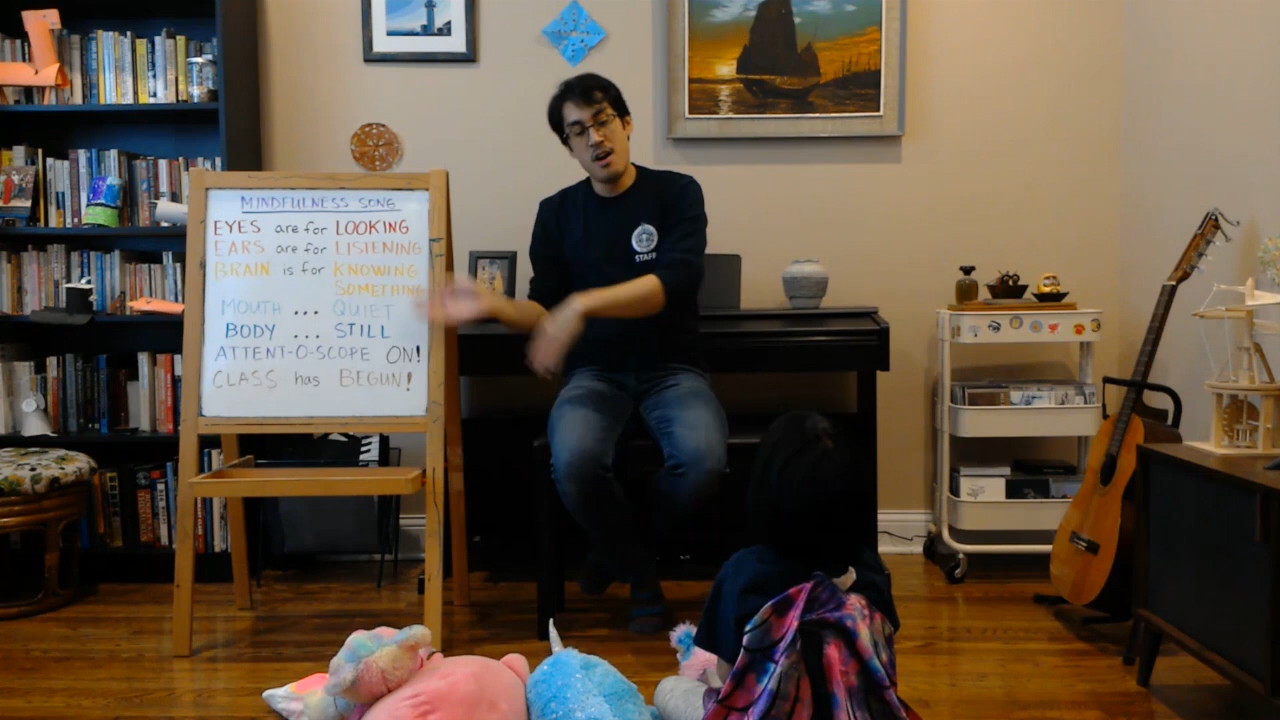 MINDFULNESS SONG
EYES are for LOOKING
EARS are for LISTENING
BRAIN is for KNOWING
SOMETHING
MOUTH ... QUIET
BODY ... STILL
ATTENT-O-SCOPE ON!
CLASS has BEGUN!
STAFF